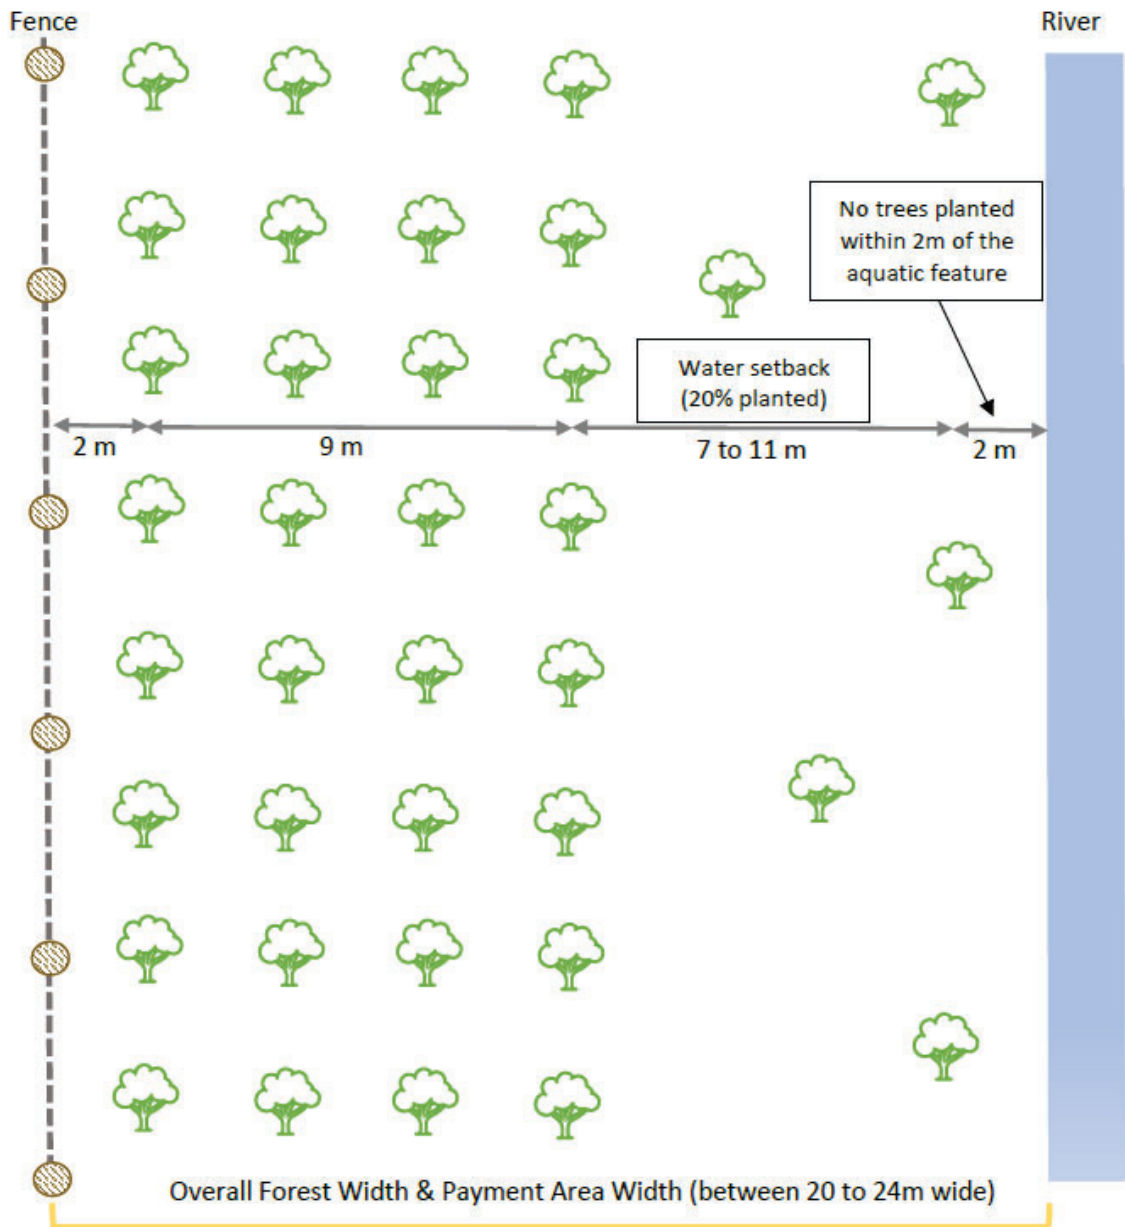 Fence
River
No trees planted
within 2m of the
aquatic feature
Water setback
(20% planted)
2 m
9 m
7 to 11 m
2 m
Overall Forest Width & Payment Area Width (between 20 to 24m wide)